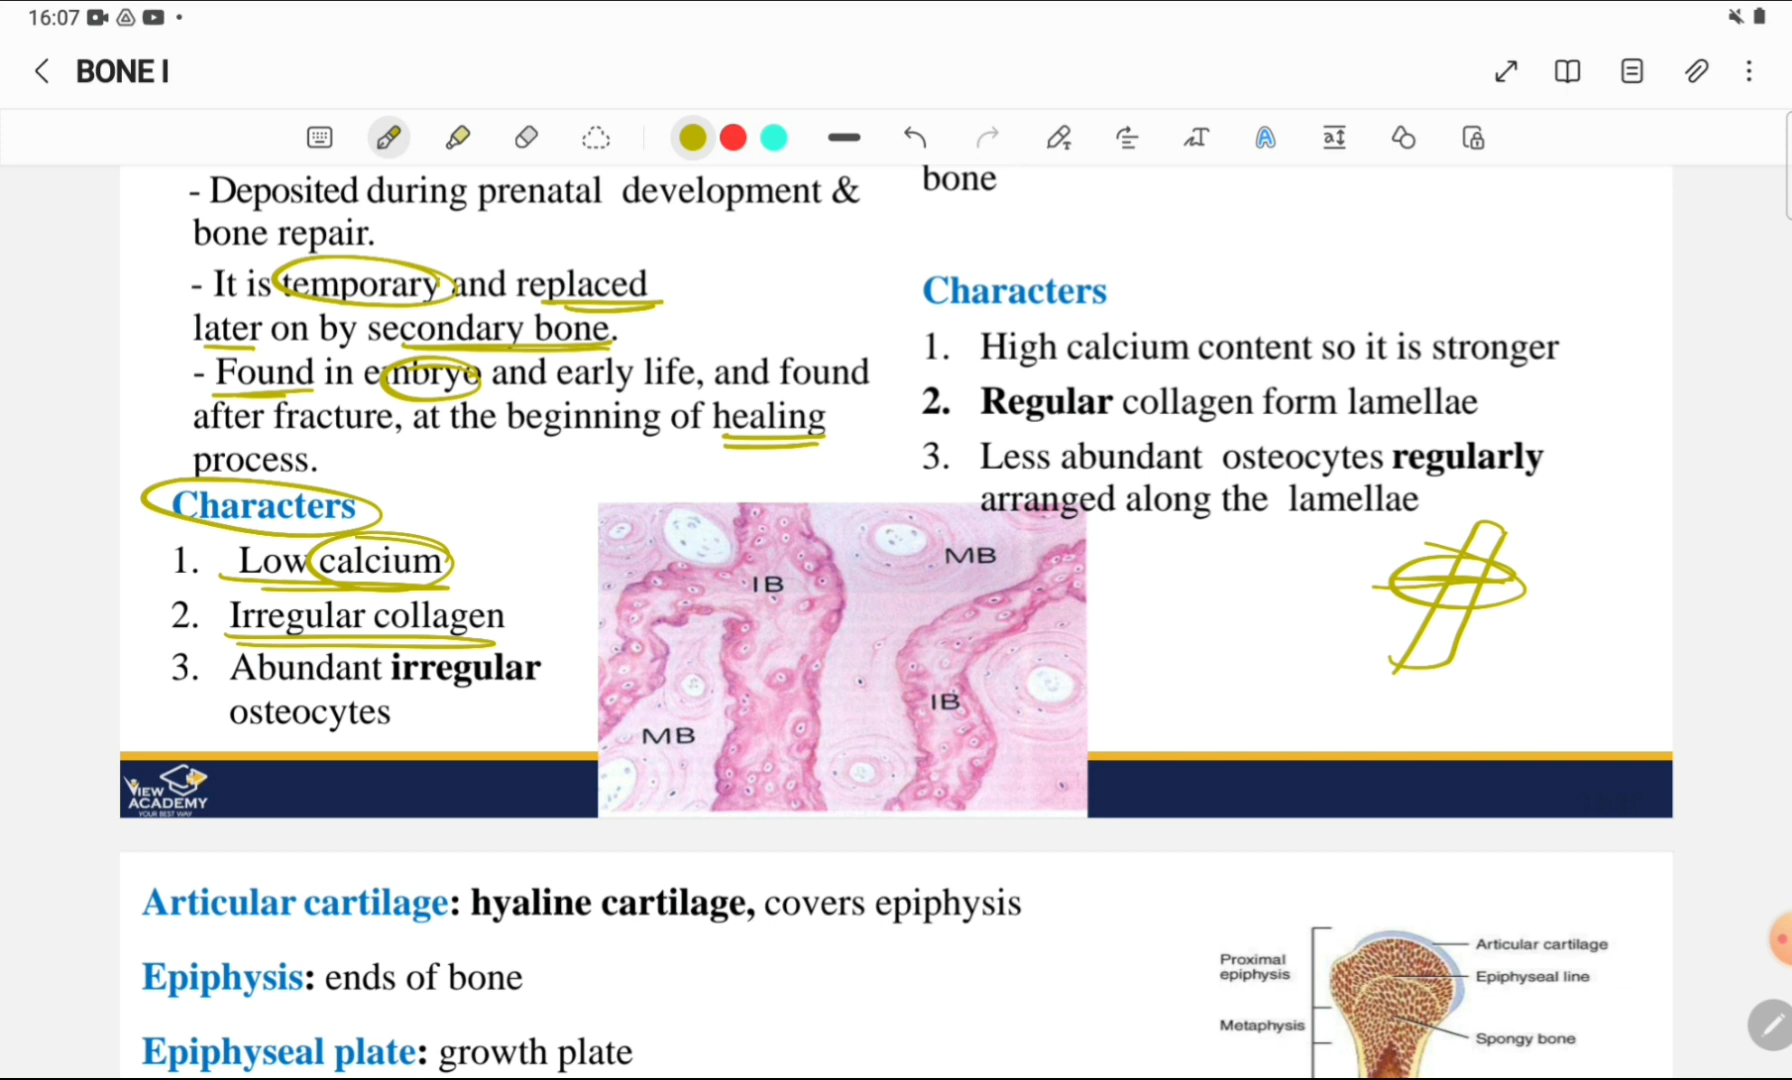 16:07
BONE I
bone
- Deposited during prenatal development &
bone repair.
- It is temporary and replaced
later on by secondary bone.
- Found in embryo and early life, and found
after fracture, at the beginning of healing
process.
Characters
1. Low calcium
2. Irregular collagen
3. Abundant irregular
osteocytes
Characters
1. High calcium content so it is stronger
2. Regular collagen form lamellae
3. Less abundant osteocytes regularly
arranged along the lamellae
MB
IB
IB
MB
VIEW
ACADEMY
YOUR BEST WAY
Articular cartilage: hyaline cartilage, covers epiphysis
Epiphysis: ends of bone
Epiphyseal plate: growth plate
Proximal
epiphysis
Metaphysis
Articular cartilage
Epiphyseal line
Spongy bone